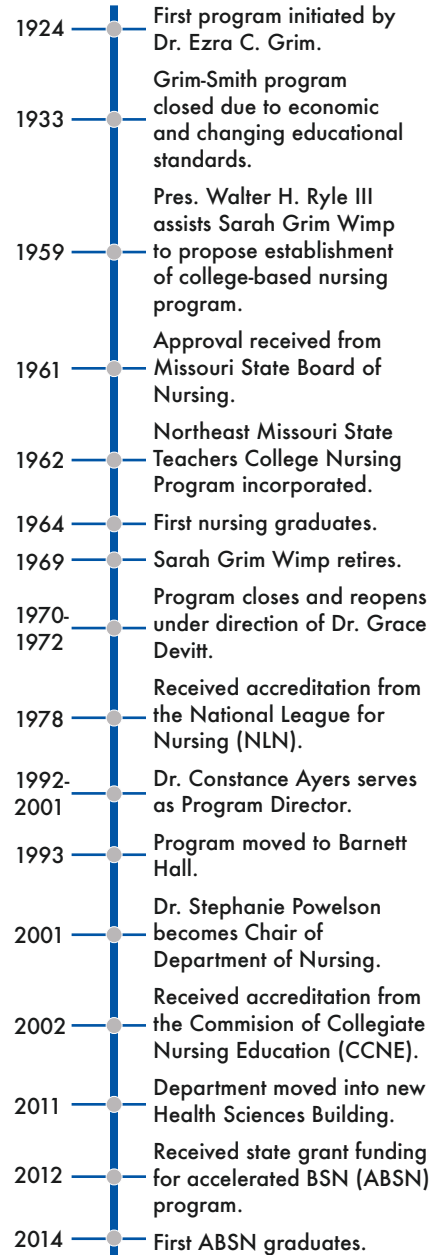 1924
First program initiated by
Dr. Ezra C. Grim.
1933
Grim-Smith program
closed due to economic
and changing educational
standards.
1959
Pres. Walter H. Ryle III
assists Sarah Grim Wimp
to propose establishment
of college-based nursing
program.
1961
Approval received from
Missouri State Board of
Nursing.
1962
Northeast Missouri State
Teachers College Nursing
Program incorporated.
1964
First nursing graduates.
1969
Sarah Grim Wimp retires.
1970-
1972
Program closes and reopens
under direction of Dr. Grace
Devitt.
1978
Received accreditation from
the National League for
Nursing (NLN).
1992-
2001
Dr. Constance Ayers serves
as Program Director.
1993
Program moved to Barnett
Hall.
2001
Dr. Stephanie Powelson
becomes Chair of
Department of Nursing.
2002
Received accreditation from
the Commision of Collegiate
Nursing Education (CCNE).
2011
Department moved into new
Health Sciences Building.
2012
Received state grant funding
for accelerated BSN (ABSN)
program.
2014
First ABSN graduates.